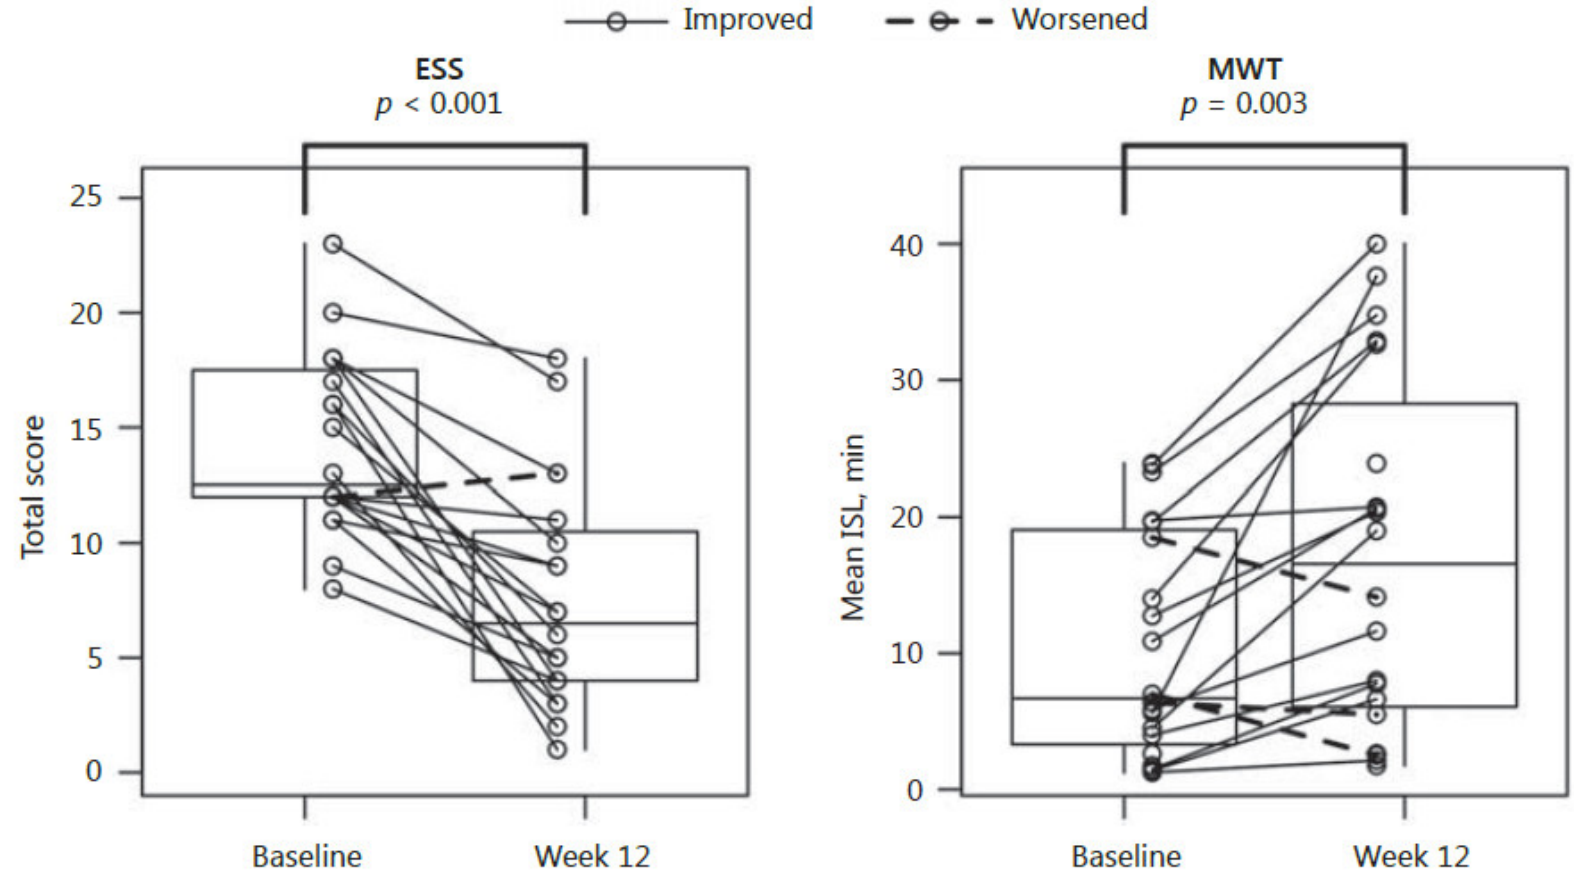 Improved Worsened
ESS
p < 0.001
Total score
25
20
15
10
5
0
Baseline Week 12
MWT
p = 0.003
Mean ISL, min
40
30
20
10
0
Baseline Week 12